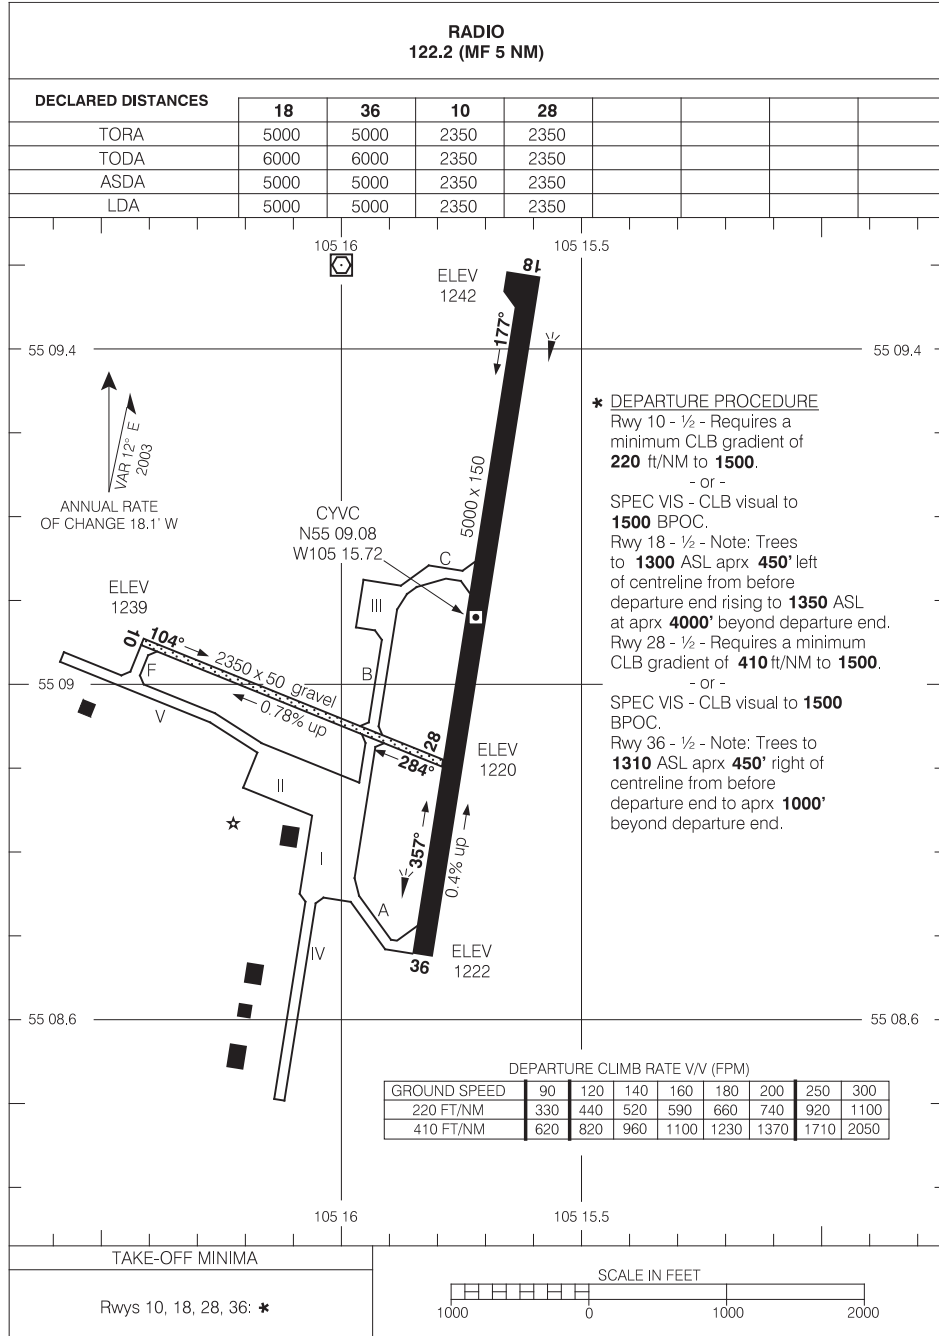 RADIO
122.2 (MF 5 NM)
DECLARED DISTANCES 18 36 10 28
TORA 5000 5000 2350 2350
TODA 6000 6000 2350 2350
ASDA 5000 5000 2350 2350
LDA 5000 5000 2350 2350
105 16 105 15.5
18
ELEV
1242
177°
55 09.4 55 09.4
VAR 12° E
2003
ANNUAL RATE
OF CHANGE 18.1' W
5000 x 150
CYVC
N55 09.08
W105 15.72
C
ELEV
1239
III
10
104°
2350 x 50 gravel
F
B
55 09
0.78% up
V
28
284°
ELEV
1220
II
357°
0.4% up
I
A
IV
36
ELEV
1222
* DEPARTURE PROCEDURE
Rwy 10 - ½ - Requires a
minimum CLB gradient of
220 ft/NM to 1500.
- or -
SPEC VIS - CLB visual to
1500 BPOC.
Rwy 18 - ½ - Note: Trees
to 1300 ASL aprx 450' left
of centreline from before
departure end rising to 1350 ASL
at aprx 4000' beyond departure end.
Rwy 28 - ½ - Requires a minimum
CLB gradient of 410 ft/NM to 1500.
- or -
SPEC VIS - CLB visual to 1500
BPOC.
Rwy 36 - ½ - Note: Trees to
1310 ASL aprx 450' right of
centreline from before
departure end to aprx 1000'
beyond departure end.
55 08.6 55 08.6
DEPARTURE CLIMB RATE V/V (FPM)
GROUND SPEED 90 120 140 160 180 200 250 300
220 FT/NM 330 440 520 590 660 740 920 1100
410 FT/NM 620 820 960 1100 1230 1370 1710 2050
105 16 105 15.5
TAKE-OFF MINIMA
Rwys 10, 18, 28, 36: *
SCALE IN FEET
1000 0 1000 2000